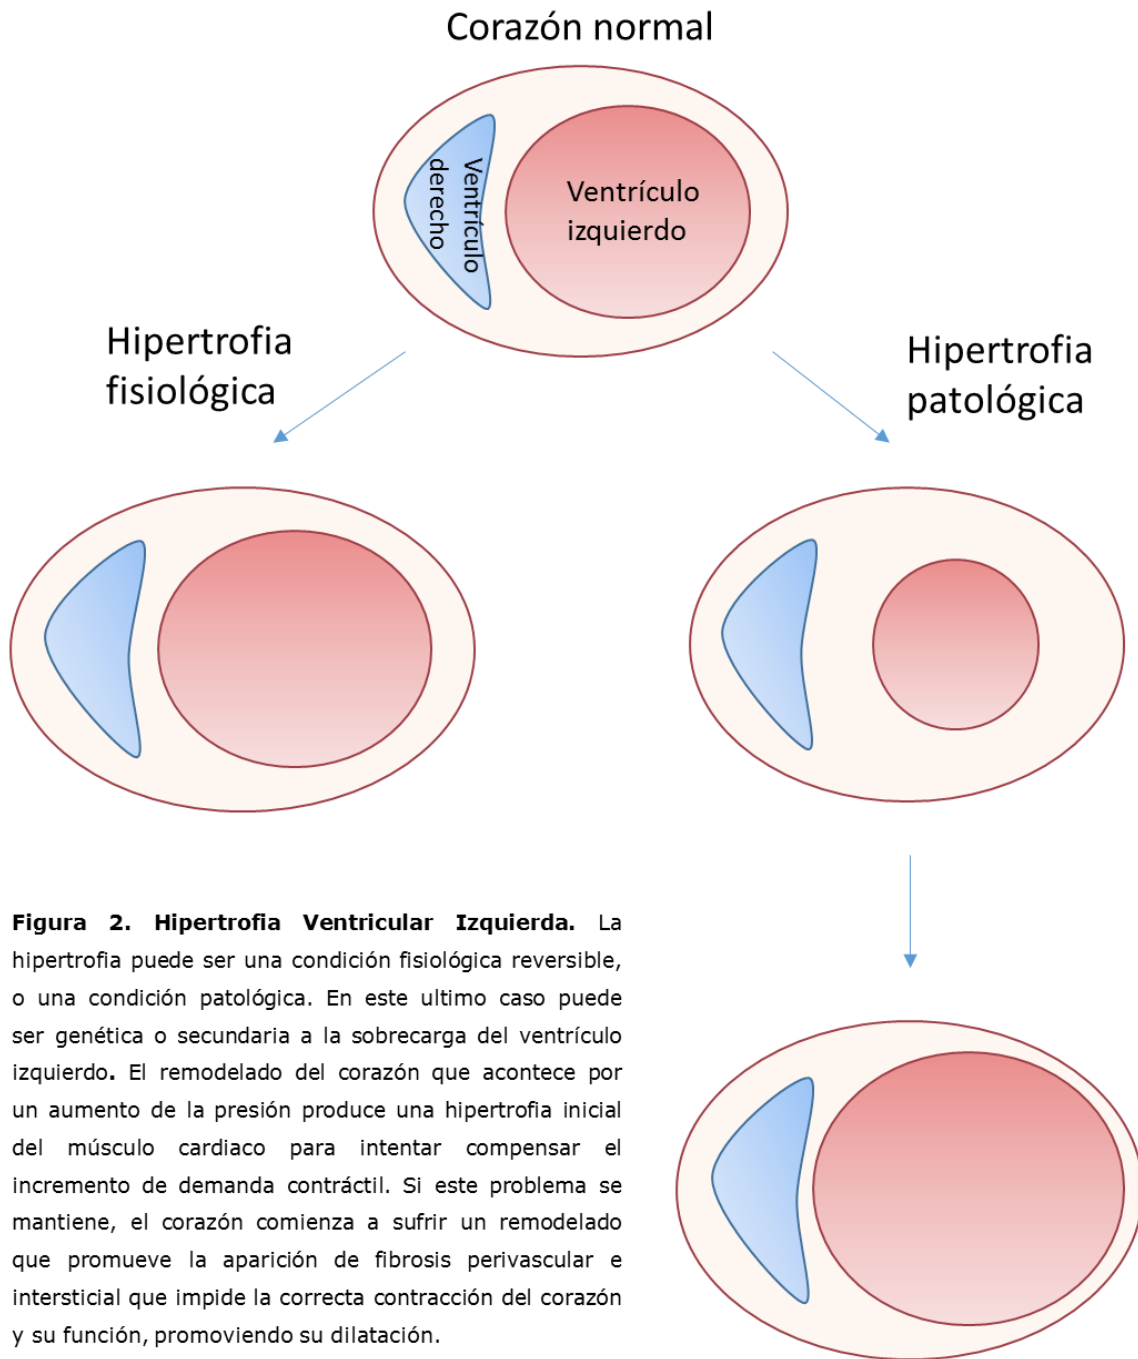 Corazón normal
Ventrículo
derecho
Ventrículo
izquierdo
Hipertrofia
fisiológica
Hipertrofia
patológica
Figura 2. Hipertrofia Ventricular Izquierda. La
hipertrofia puede ser una condición fisiológica reversible,
o una condición patológica. En este ultimo caso puede
ser genética o secundaria a la sobrecarga del ventrículo
izquierdo. El remodelado del corazón que acontece por
un aumento de la presión produce una hipertrofia inicial
del músculo cardiaco para intentar compensar el
incremento de demanda contráctil. Si este problema se
mantiene, el corazón comienza a sufrir un remodelado
que promueve la aparición de fibrosis perivascular e
intersticial que impide la correcta contracción del corazón
y su función, promoviendo su dilatación.